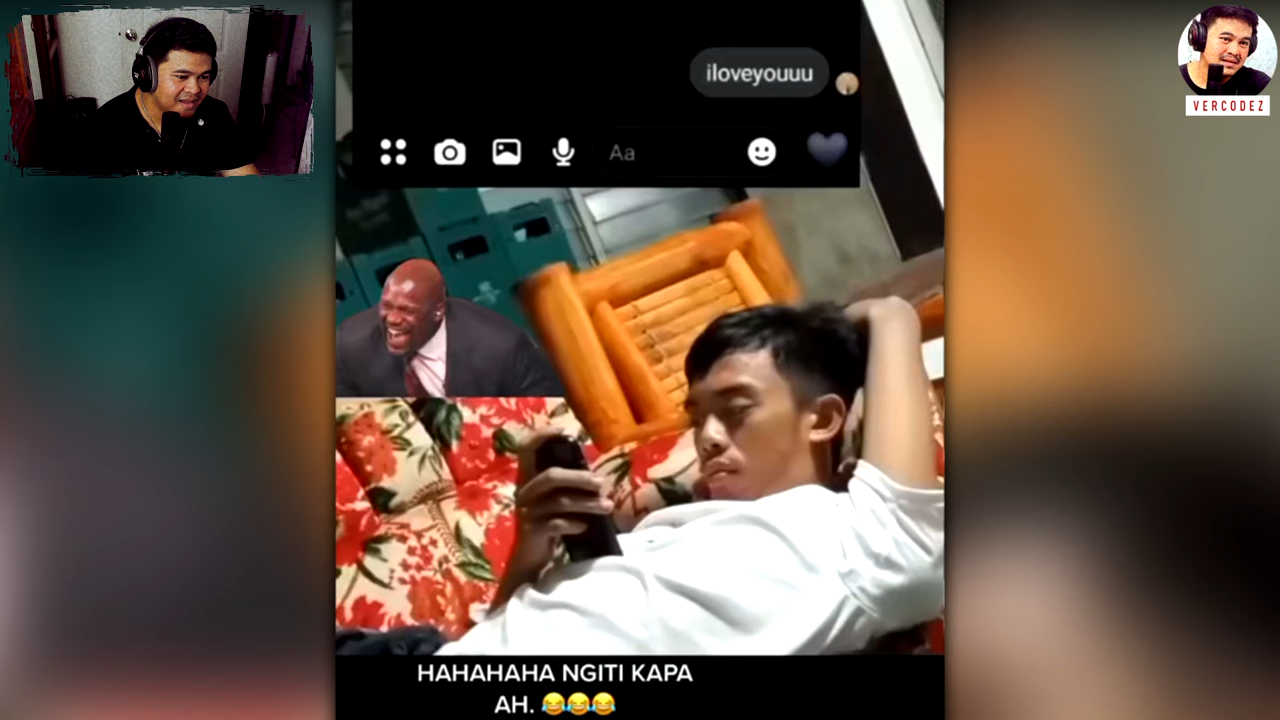 iloveyouuu
Aa
VERCODEZ
HAHAHAHA NGITI KAPA
AH. 😂😂😂